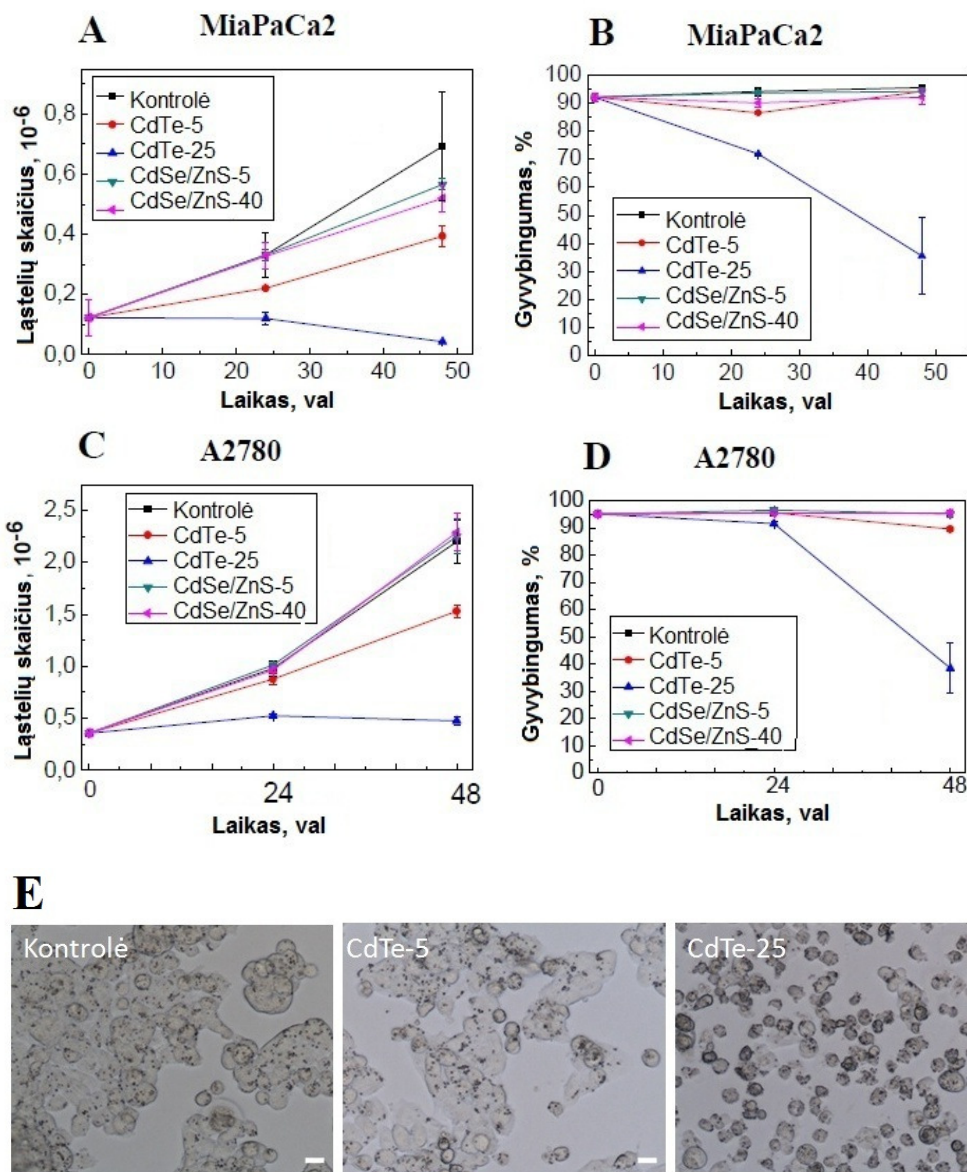 A
MiaPaCa2
Ląstelių skaičius, 10-6
0,8
0,6
0,4
0,2
0,0
Kontrolė
CdTe-5
CdTe-25
CdSe/ZnS-5
CdSe/ZnS-40
0 10 20 30 40 50
Laikas, val
B
MiaPaCa2
Gyvybingumas, %
100
90
80
70
60
50
40
30
20
10
0
Kontrolė
CdTe-5
CdTe-25
CdSe/ZnS-5
CdSe/ZnS-40
0 10 20 30 40 50
Laikas, val
C
A2780
Ląstelių skaičius, 10-6
2,5
2,0
1,5
1,0
0,5
0,0
Kontrolė
CdTe-5
CdTe-25
CdSe/ZnS-5
CdSe/ZnS-40
0 24 48
Laikas, val
D
A2780
Gyvybingumas, %
100
90
80
70
60
50
40
30
20
10
0
Kontrolė
CdTe-5
CdTe-25
CdSe/ZnS-5
CdSe/ZnS-40
0 24 48
Laikas, val
E
Kontrolė
CdTe-5
CdTe-25